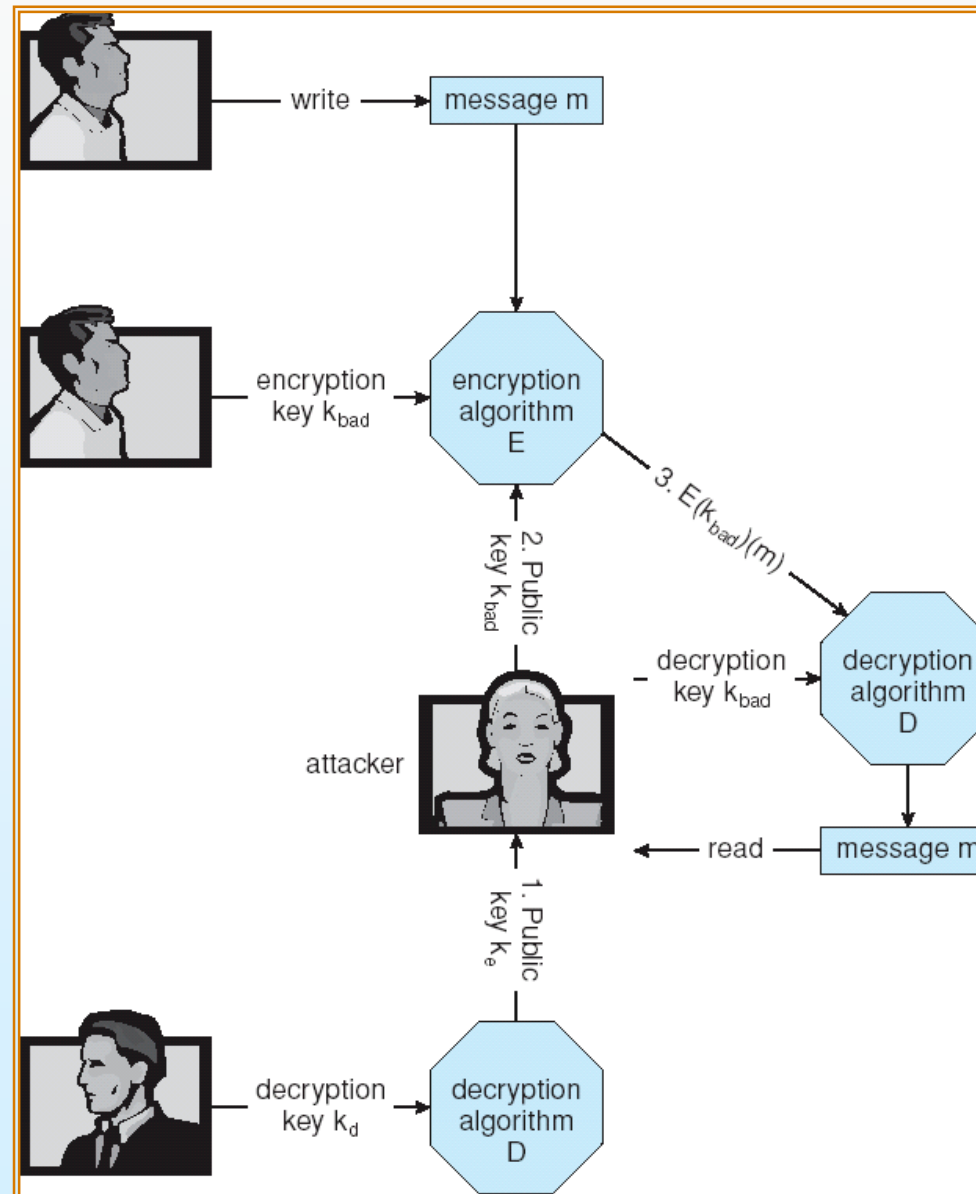 write
message m
encryption
key k_bad
encryption
algorithm
E
3. E(k_bad)(m)
2. Public
key k_bad
decryption
key k_bad
decryption
algorithm
D
attacker
read
message m
1. Public
key k_e
decryption
key k_d
decryption
algorithm
D